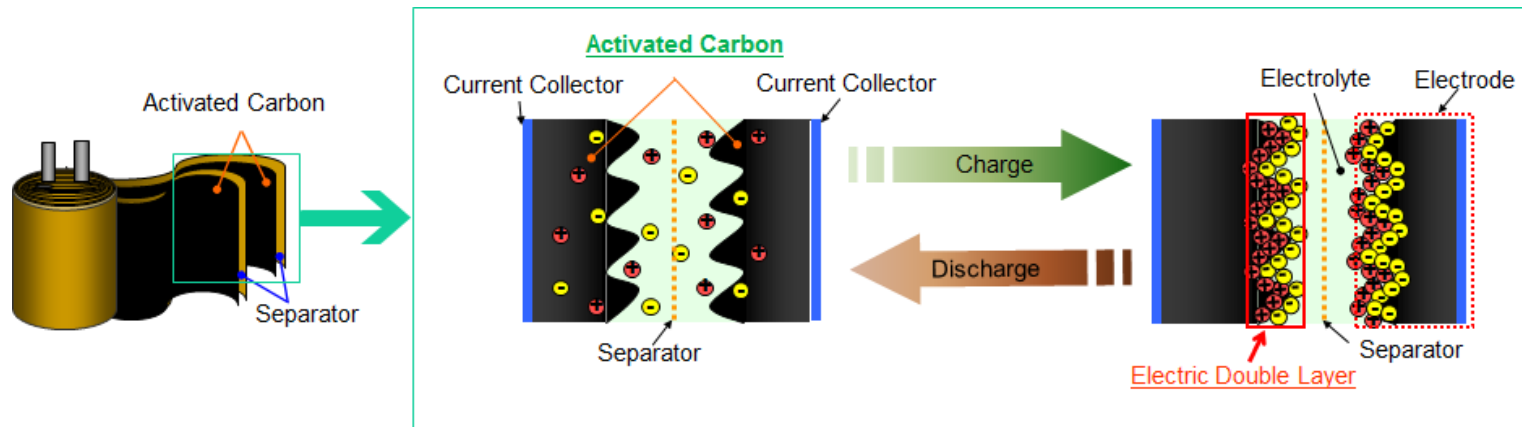 Activated Carbon
Separator
Activated Carbon
Current Collector
Current Collector
Separator
Charge
Discharge
Electrolyte
Electrode
Separator
Electric Double Layer